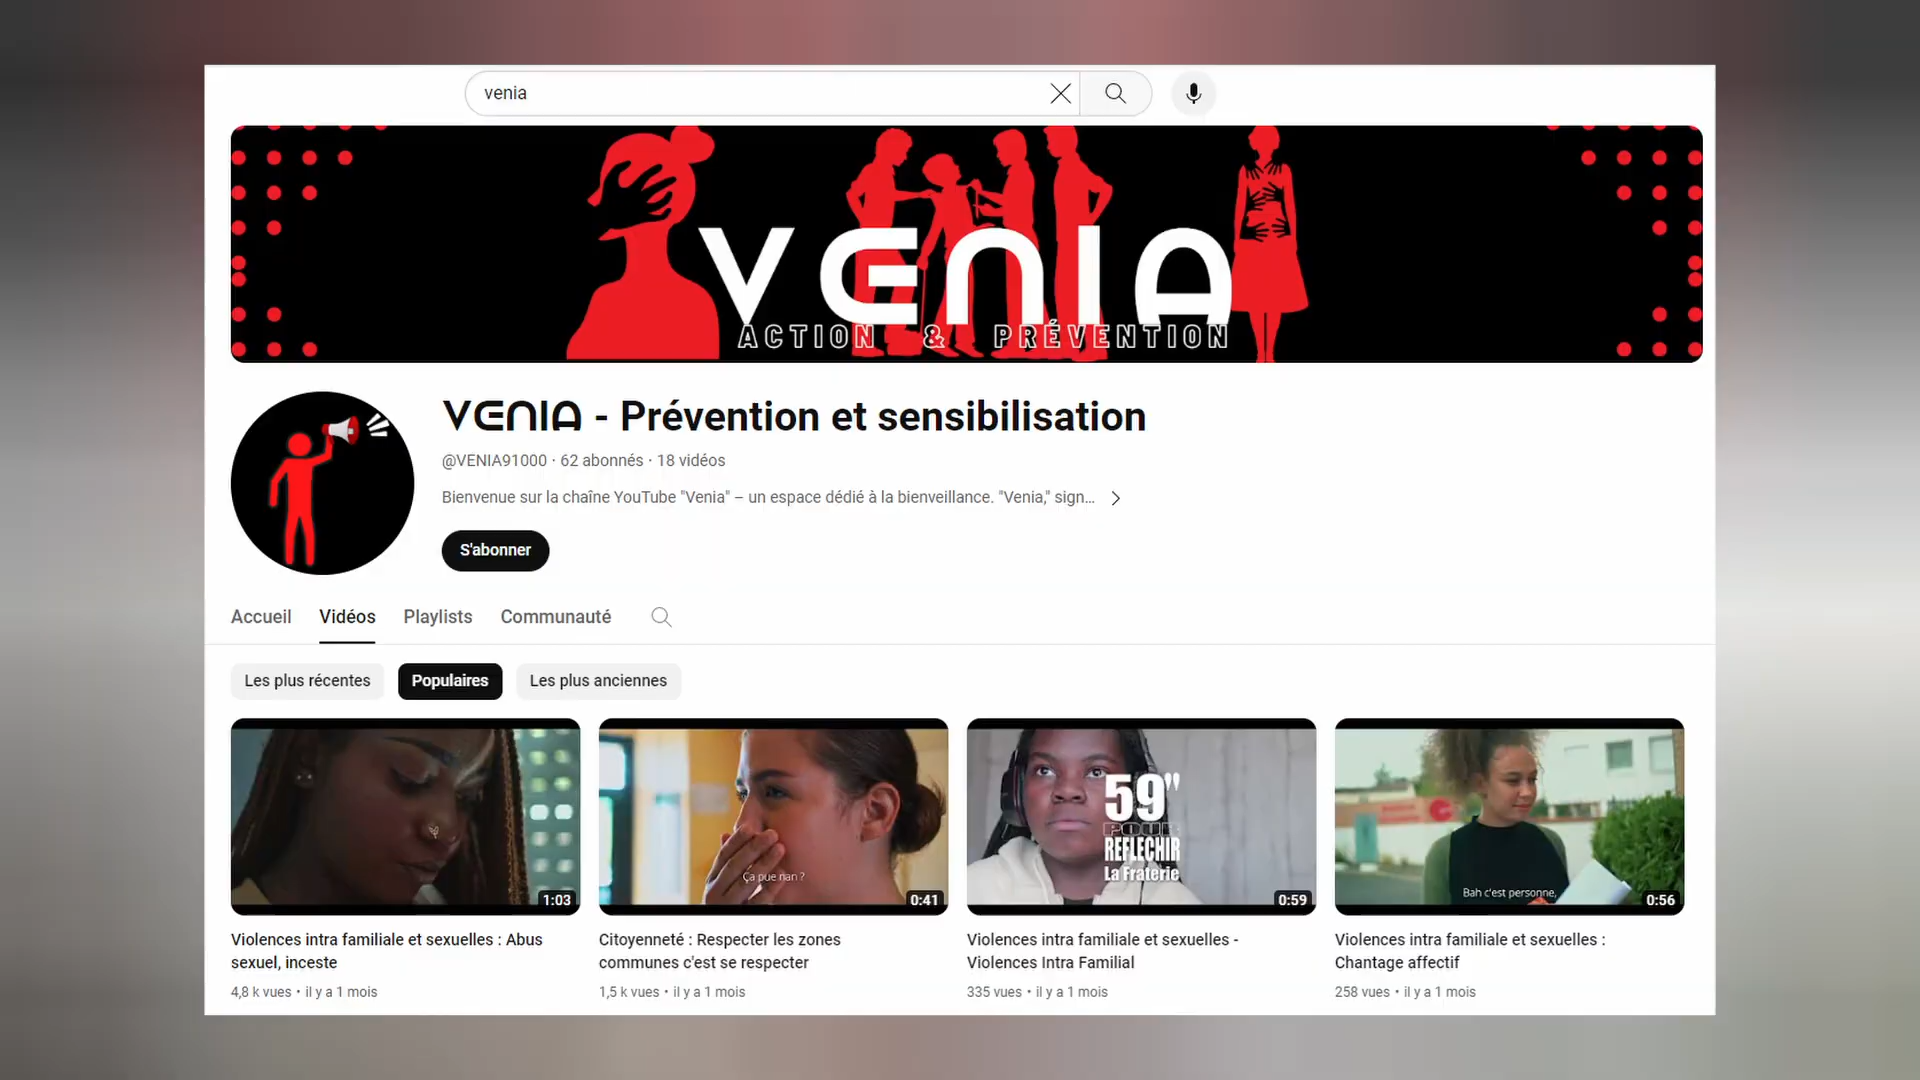 venia
VENIA
ACTION & PRÉVENTION
VENIA - Prévention et sensibilisation
@VENIA91000 · 62 abonnés · 18 vidéos
Bienvenue sur la chaîne YouTube "Venia" – un espace dédié à la bienveillance. "Venia," sign...
S'abonner
Accueil Vidéos Playlists Communauté
Les plus récentes Populaires Les plus anciennes
1:03
Ça pue nan ?
0:41
59"
POUR
REFLECHIR
La Fraterie
0:59
Bah c'est personne,
0:56
Violences intra familiale et sexuelles : Abus
sexuel, inceste
4,8 k vues • il y a 1 mois
Citoyenneté : Respecter les zones
communes c'est se respecter
1,5 k vues • il y a 1 mois
Violences intra familiale et sexuelles -
Violences Intra Familial
335 vues • il y a 1 mois
Violences intra familiale et sexuelles :
Chantage affectif
258 vues • il y a 1 mois